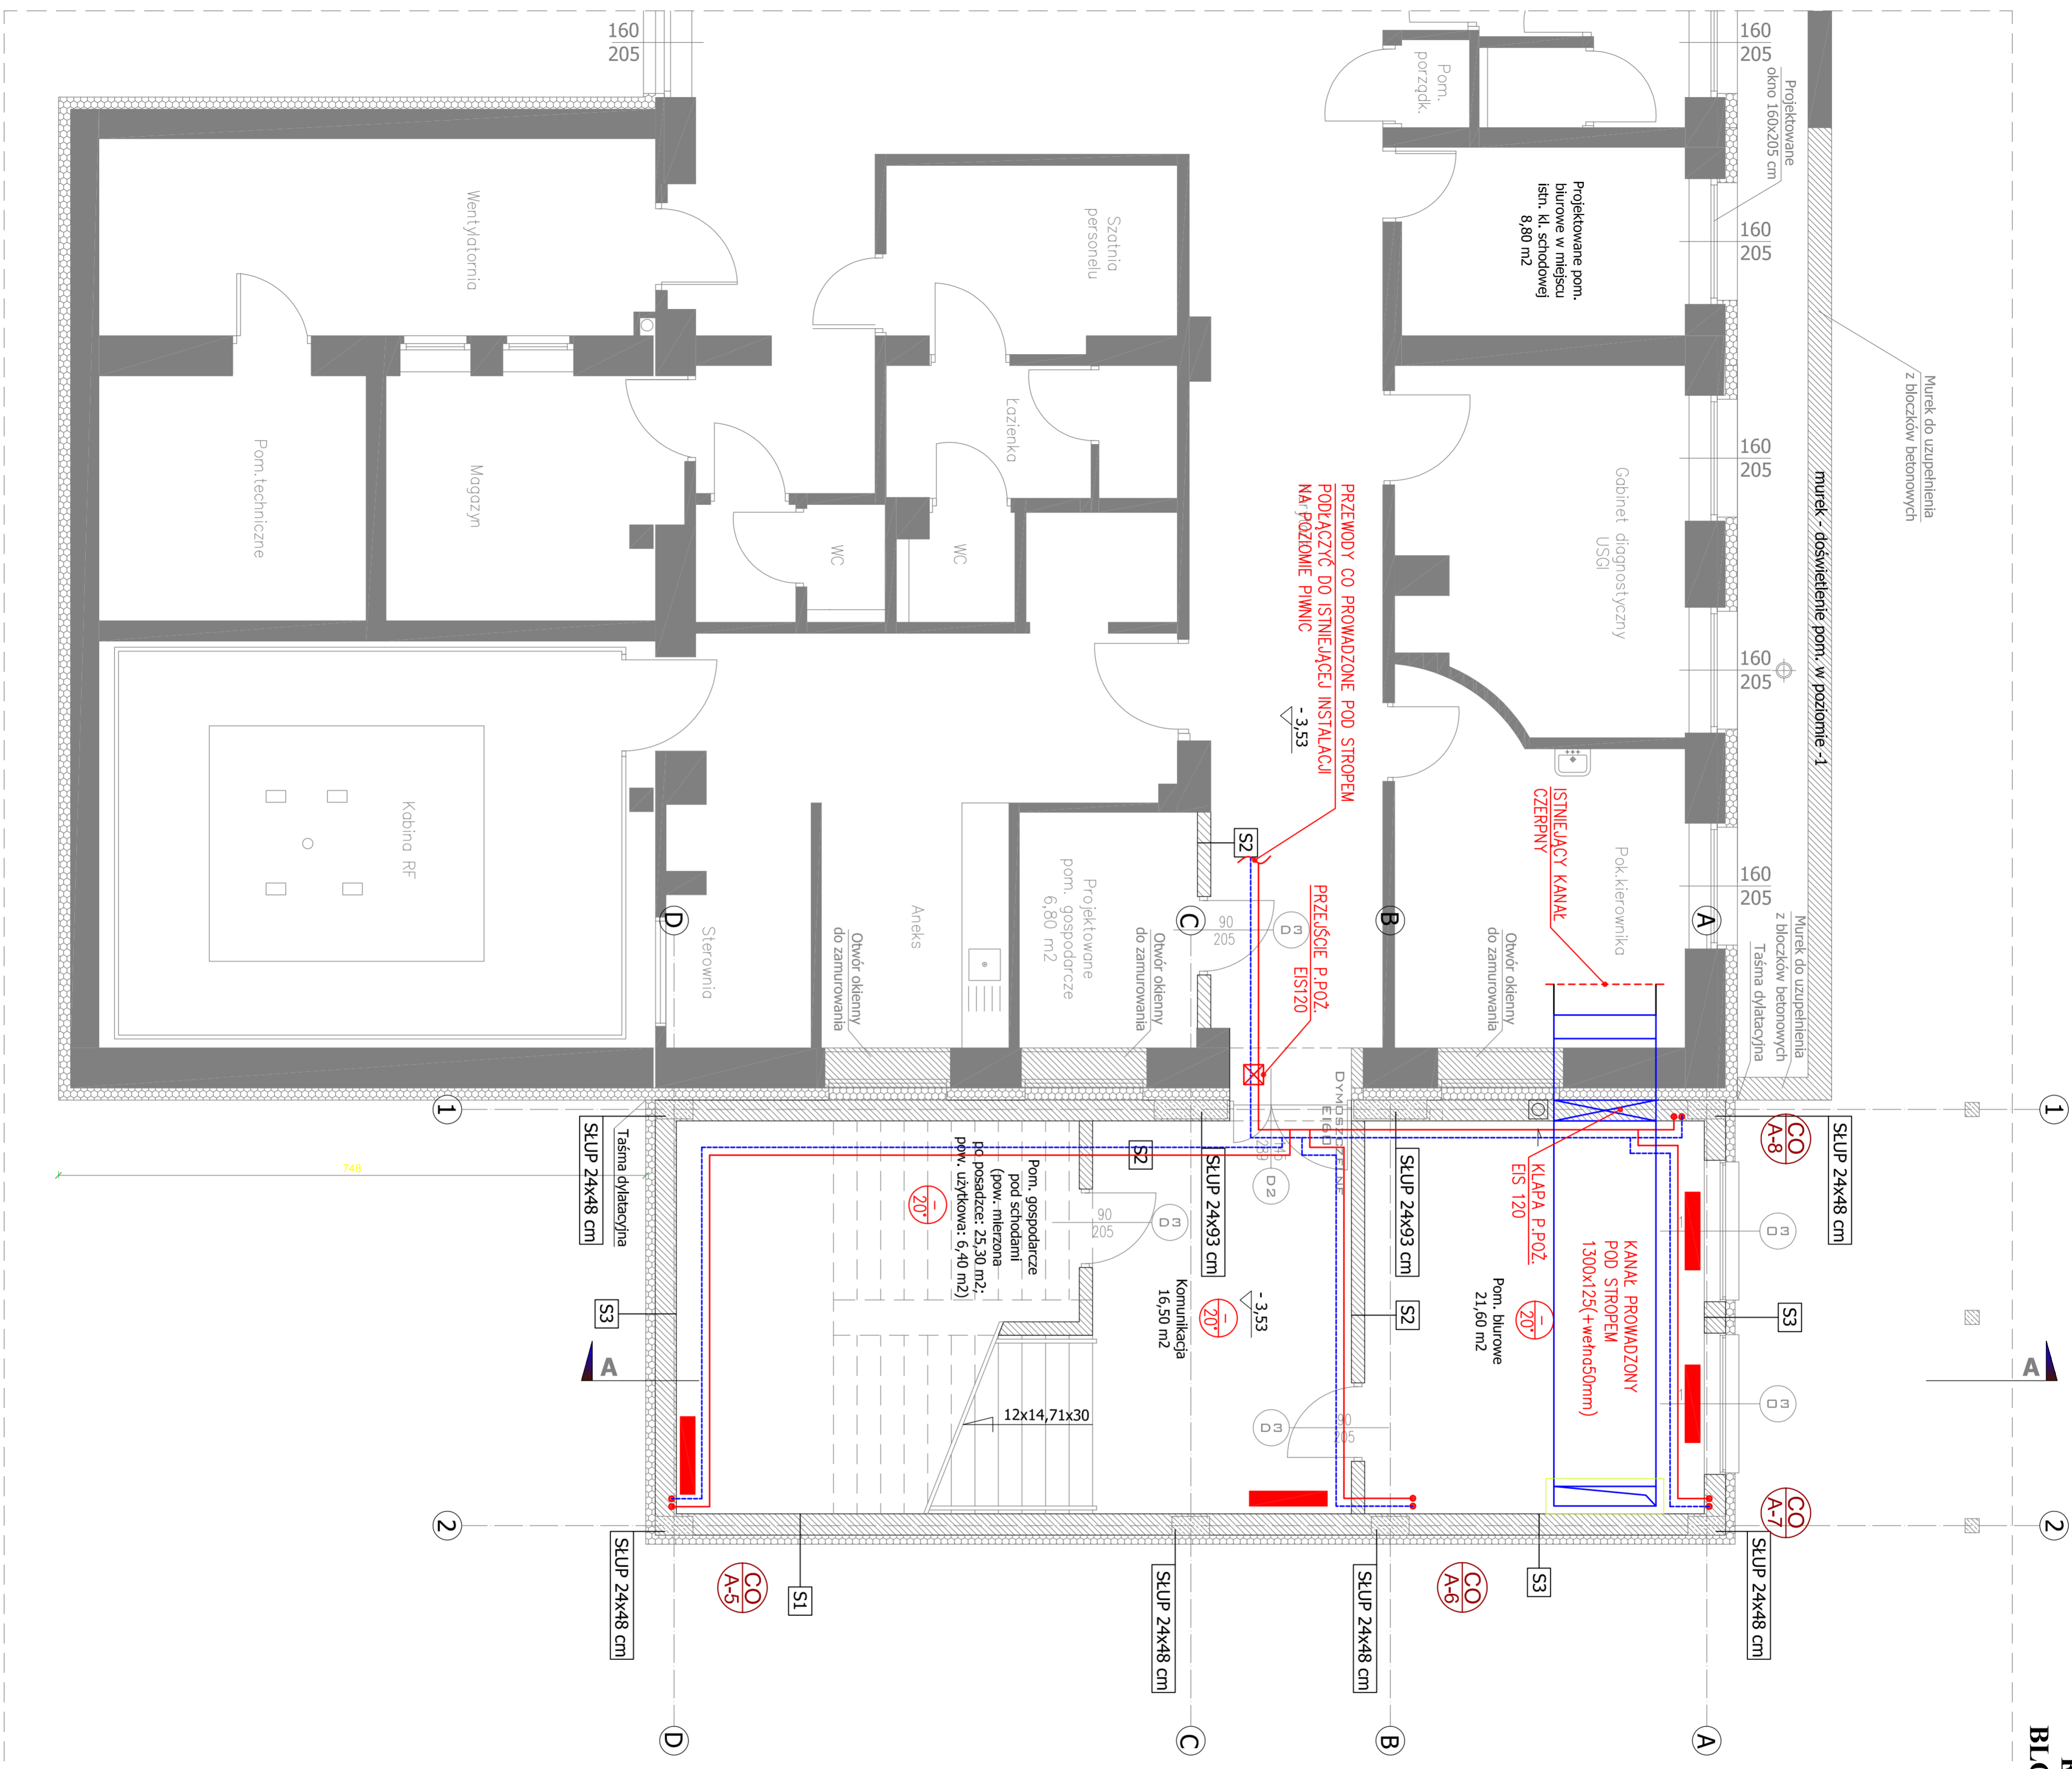 160
205
160
205
Projektowane
okno 160x205 cm
Pom.
porządk.
Projektowane pom.
biurowe w miejscu
istn. kl. schodowej
8,80 m2
160
205
Murek do uzupełnienia
z bloczków betonowych
murek - doświetlenie pom. w poziomie -1
Wentylatornia
Szatnia
personelu
Łazienka
160
205
Gabinet diagnostyczny
USGI
Pom.techniczne
Magazyn
WC
WC
PRZEWODY CO PROWADZONE POD STROPEM
PODŁĄCZYĆ DO ISTNIEJĄCEJ INSTALACJI
NA POZIOMIE PIWNIC
- 3,53
160
205
ISTNIEJĄCY KANAŁ
CZERPNY
Pok.kierownika
160
205
Kabina RF
Sterownia
Aneks
Projektowane
pom. gospodarcze
6,80 m2
S2
PRZEJŚCIE P.POŻ.
EIS120
90
205
D3
D
C
B
A
Otwór okienny
do zamurowania
Otwór okienny
do zamurowania
Otwór okienny
do zamurowania
Murek do uzupełnienia
z bloczków betonowych
Taśma dylatacyjna
DYMOSZCZELNE
EI60
1
1
SŁUP 24x48 cm
Taśma dylatacyjna
748
S2
SŁUP 24x93 cm
D2
SŁUP 24x93 cm
KLAPA P.POŻ.
EIS 120
CO
A-8
SŁUP 24x48 cm
Pom. gospodarcze
pod schodami
(pow. mierzona
po posadzce: 25,30 m2;
pow. użytkowa: 6,40 m2)
-
20°
90
205
D3
Komunikacja
16,50 m2
-
20°
- 3,53
S2
Pom. biurowe
21,60 m2
-
20°
KANAŁ PROWADZONY
POD STROPEM
1300x125(+wełna50mm)
D3
S3
S3
A
A
12x14,71x30
D3
90
205
D3
2
2
SŁUP 24x48 cm
CO
A-5
S1
SŁUP 24x48 cm
SŁUP 24x48 cm
CO
A-6
S3
CO
A-7
SŁUP 24x48 cm
D
C
B
A